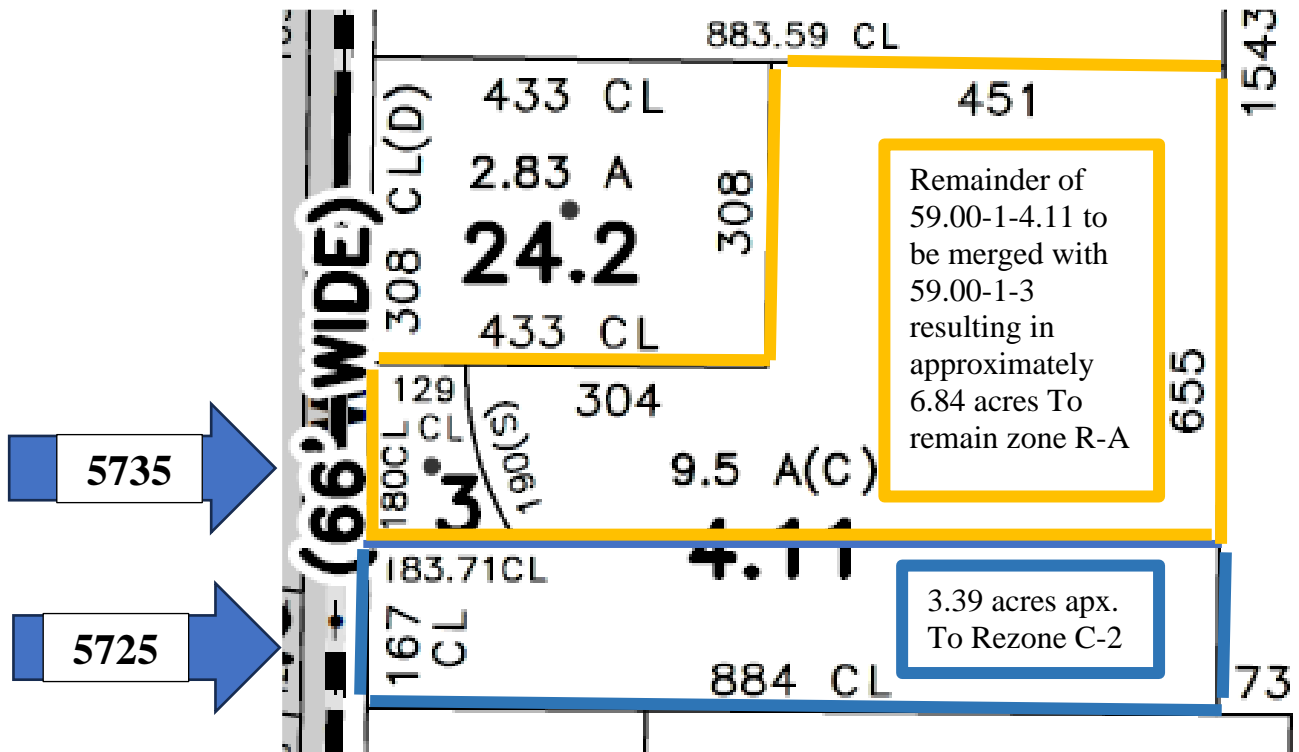 883.59 CL
1543
433 CL
451
308 CL(D)
2.83 A
308
24.2
433 CL
Remainder of
59.00-1-4.11 to
be merged with
59.00-1-3
resulting in
approximately
6.84 acres To
remain zone R-A
655
(66' WIDE)
129
CL
304
190(S)
180CL
3
9.5 A(C)
4.11
5735
183.71CL
167
CL
3.39 acres apx.
To Rezone C-2
5725
884 CL
73